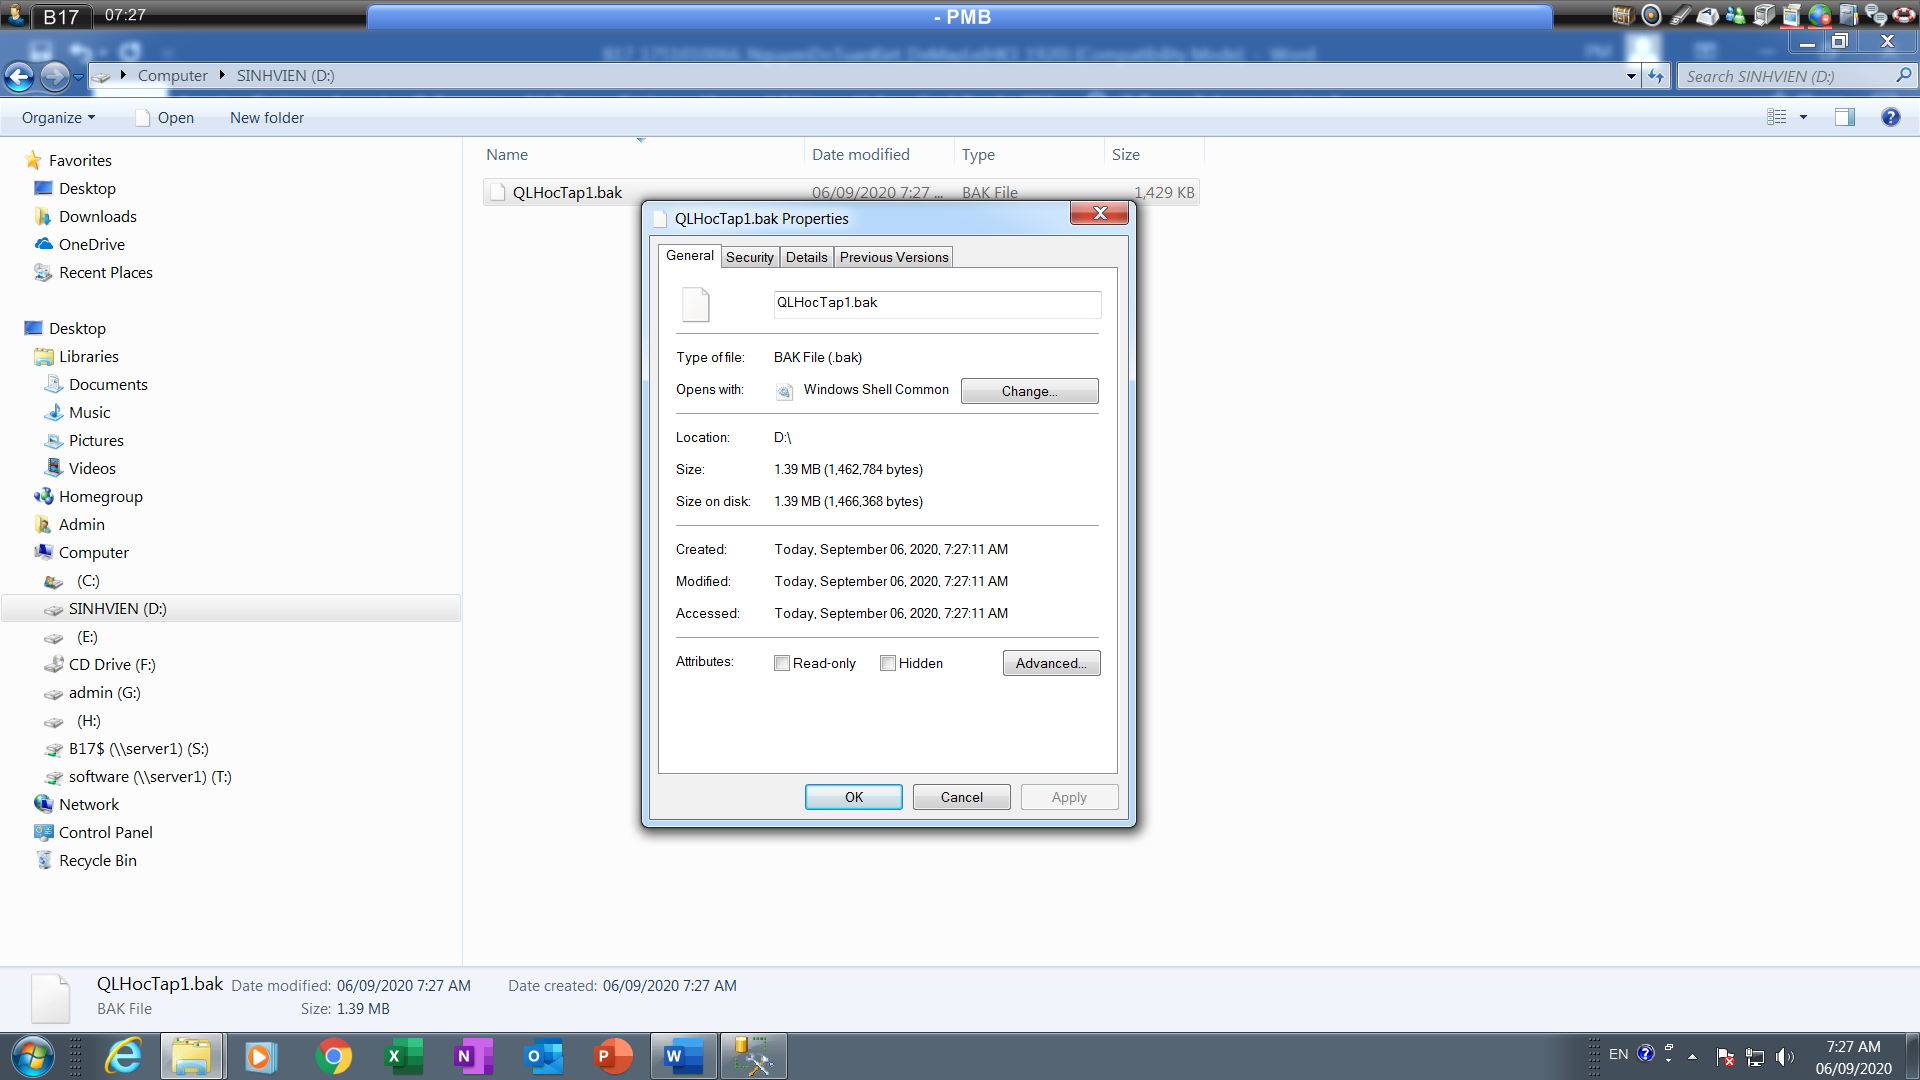 B17 07:27 - PMB
Computer SINHVIEN (D:)
Search SINHVIEN (D:)
Organize Open New folder
Favorites
Desktop
Downloads
OneDrive
Recent Places
Desktop
Libraries
Documents
Music
Pictures
Videos
Homegroup
Admin
Computer
(C:)
SINHVIEN (D:)
(E:)
CD Drive (F:)
admin (G:)
(H:)
B17$ (\\server1) (S:)
software (\\server1) (T:)
Network
Control Panel
Recycle Bin
Name Date modified Type Size
QLHocTap1.bak 06/09/2020 7:27 ... BAK File 1,429 KB
QLHocTap1.bak Properties
General Security Details Previous Versions
QLHocTap1.bak
Type of file: BAK File (.bak)
Opens with: Windows Shell Common Change...
Location: D:\
Size: 1.39 MB (1,462,784 bytes)
Size on disk: 1.39 MB (1,466,368 bytes)
Created: Today, September 06, 2020, 7:27:11 AM
Modified: Today, September 06, 2020, 7:27:11 AM
Accessed: Today, September 06, 2020, 7:27:11 AM
Attributes: Read-only Hidden Advanced...
OK Cancel Apply
QLHocTap1.bak Date modified: 06/09/2020 7:27 AM Date created: 06/09/2020 7:27 AM
BAK File Size: 1.39 MB
EN 7:27 AM
06/09/2020